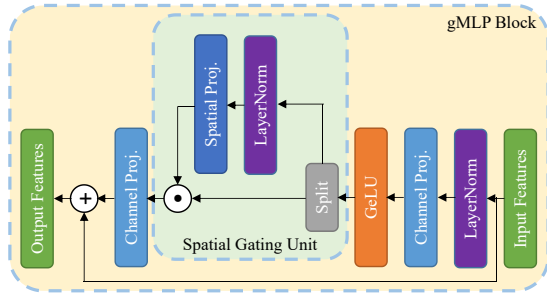 gMLP Block
Output Features
Channel Proj.
Spatial Proj.
LayerNorm
Split
GeLU
Channel Proj.
LayerNorm
Input Features
Spatial Gating Unit